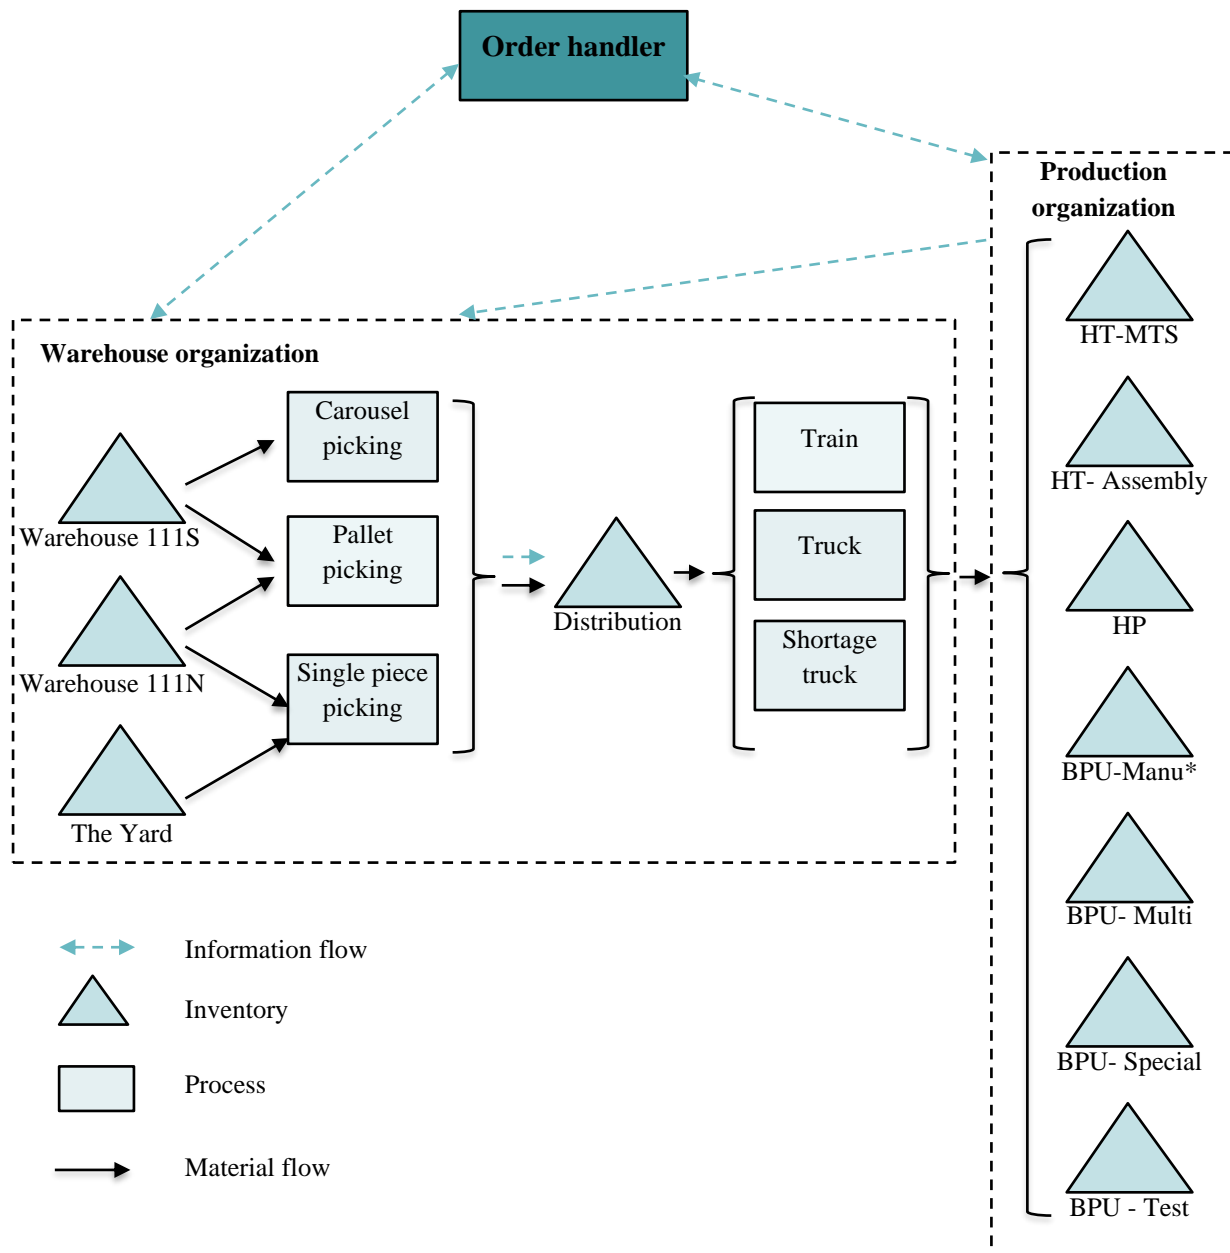 Order handler
Production
organization
HT-MTS
HT- Assembly
HP
BPU-Manu*
BPU- Multi
BPU- Special
BPU - Test
Warehouse organization
Warehouse 111S
Warehouse 111N
The Yard
Carousel
picking
Pallet
picking
Single piece
picking
Distribution
Train
Truck
Shortage
truck
Information flow
Inventory
Process
Material flow